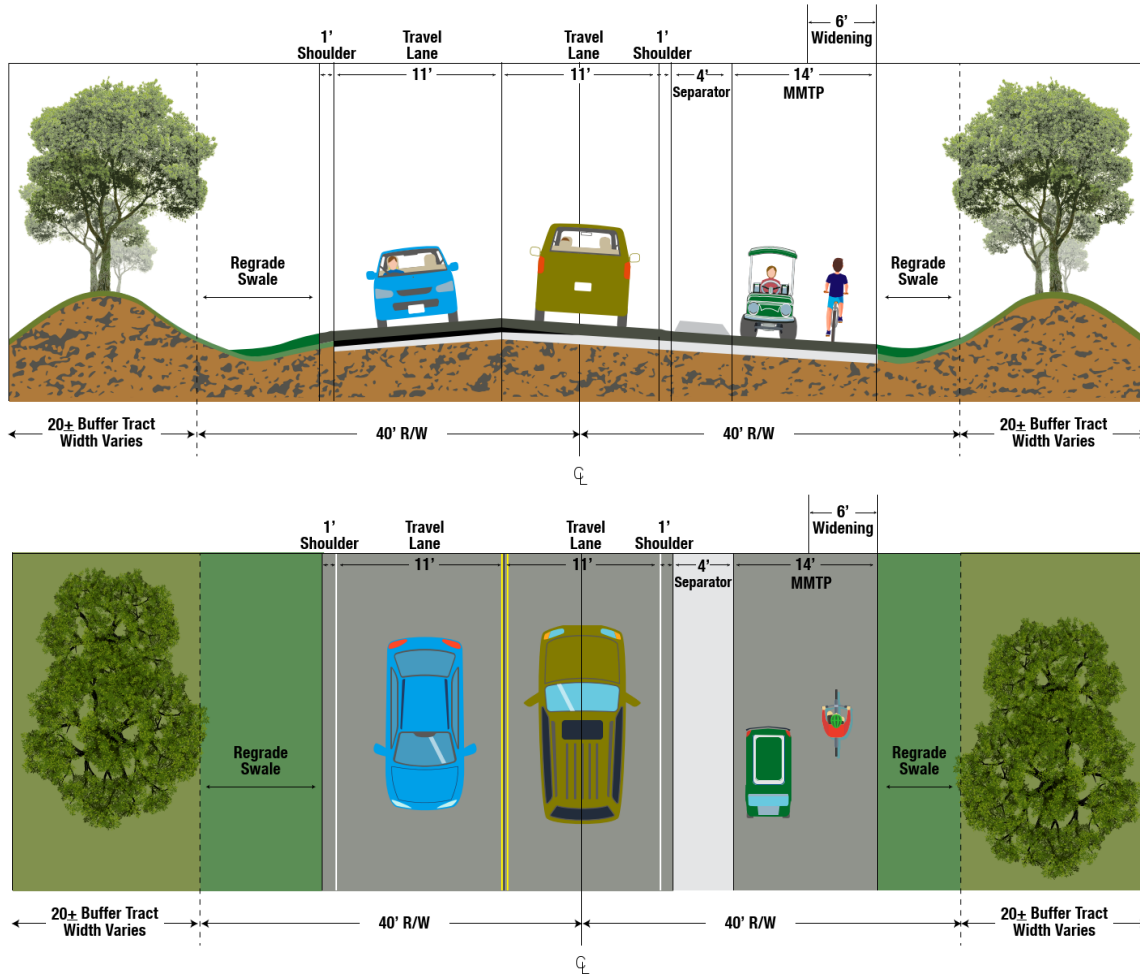 6’
Widening
1’
Shoulder
Travel
Lane
Travel
Lane
1’
Shoulder
11’
11’
4’
Separator
14’
MMTP
Regrade
Swale
Regrade
Swale
20+ Buffer Tract
Width Varies
40’ R/W
40’ R/W
20+ Buffer Tract
Width Varies
CL
6’
Widening
1’
Shoulder
Travel
Lane
Travel
Lane
1’
Shoulder
11’
11’
4’
Separator
14’
MMTP
Regrade
Swale
Regrade
Swale
20+ Buffer Tract
Width Varies
40’ R/W
40’ R/W
20+ Buffer Tract
Width Varies
CL